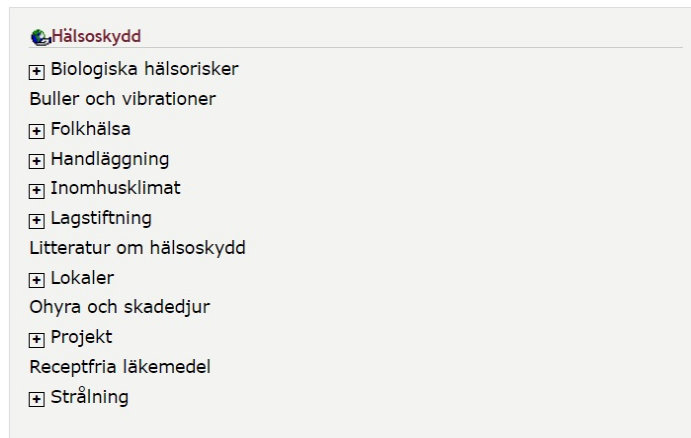 Hälsoskydd
Biologiska hälsorisker
Buller och vibrationer
Folkhälsa
Handläggning
Inomhusklimat
Lagstiftning
Litteratur om hälsoskydd
Lokaler
Ohyra och skadedjur
Projekt
Receptfria läkemedel
Strålning